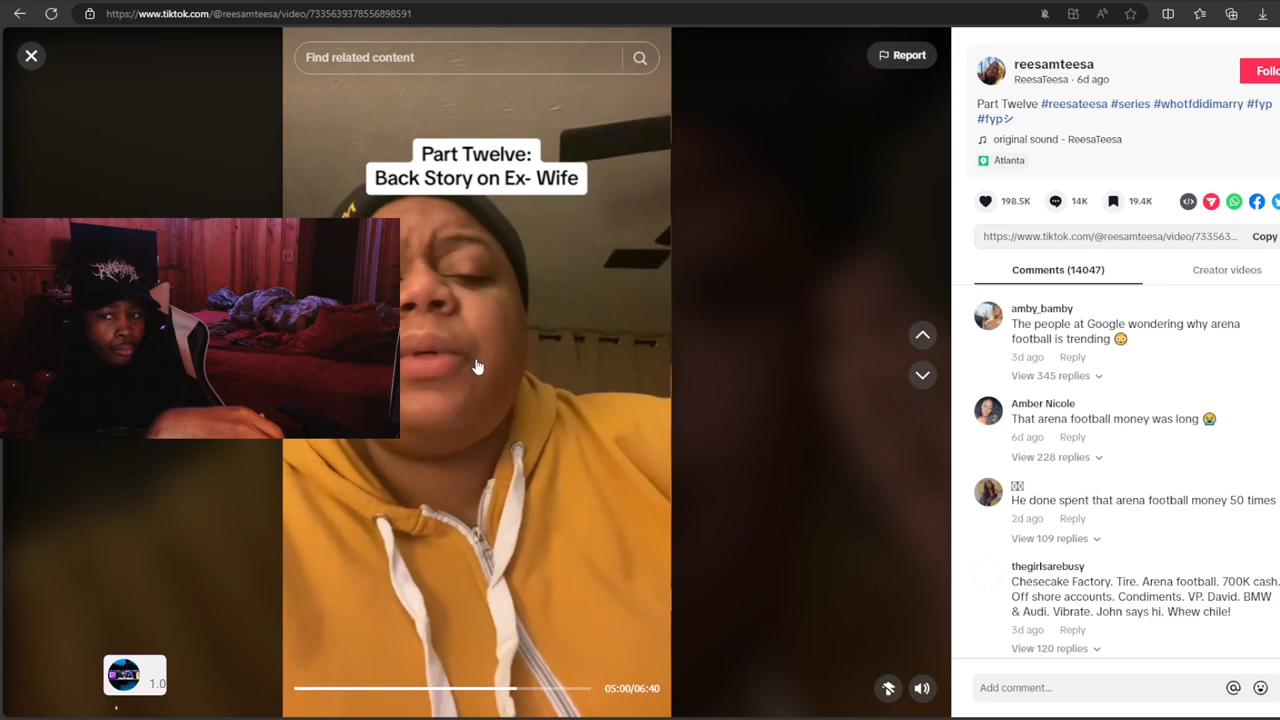 https://www.tiktok.com/@reesamteesa/video/7335639378556898591
Find related content
Report
Part Twelve:
Back Story on Ex- Wife
05:00/06:40
1.0
reesamteesa
ReesaTeesa · 6d ago
Follo
Part Twelve #reesateesa #series #whotfdidimarry #fyp
#fypシ
original sound - ReesaTeesa
Atlanta
198.5K
14K
19.4K
https://www.tiktok.com/@reesamteesa/video/733563...
Copy
Comments (14047)
Creator videos
amby_bamby
The people at Google wondering why arena
football is trending 😳
3d ago Reply
View 345 replies
Amber Nicole
That arena football money was long 😭
6d ago Reply
View 228 replies
He done spent that arena football money 50 times
2d ago Reply
View 109 replies
thegirlsarebusy
Chesecake Factory. Tire. Arena football. 700K cash.
Off shore accounts. Condiments. VP. David. BMW
& Audi. Vibrate. John says hi. Whew chile!
3d ago Reply
View 120 replies
Add comment...